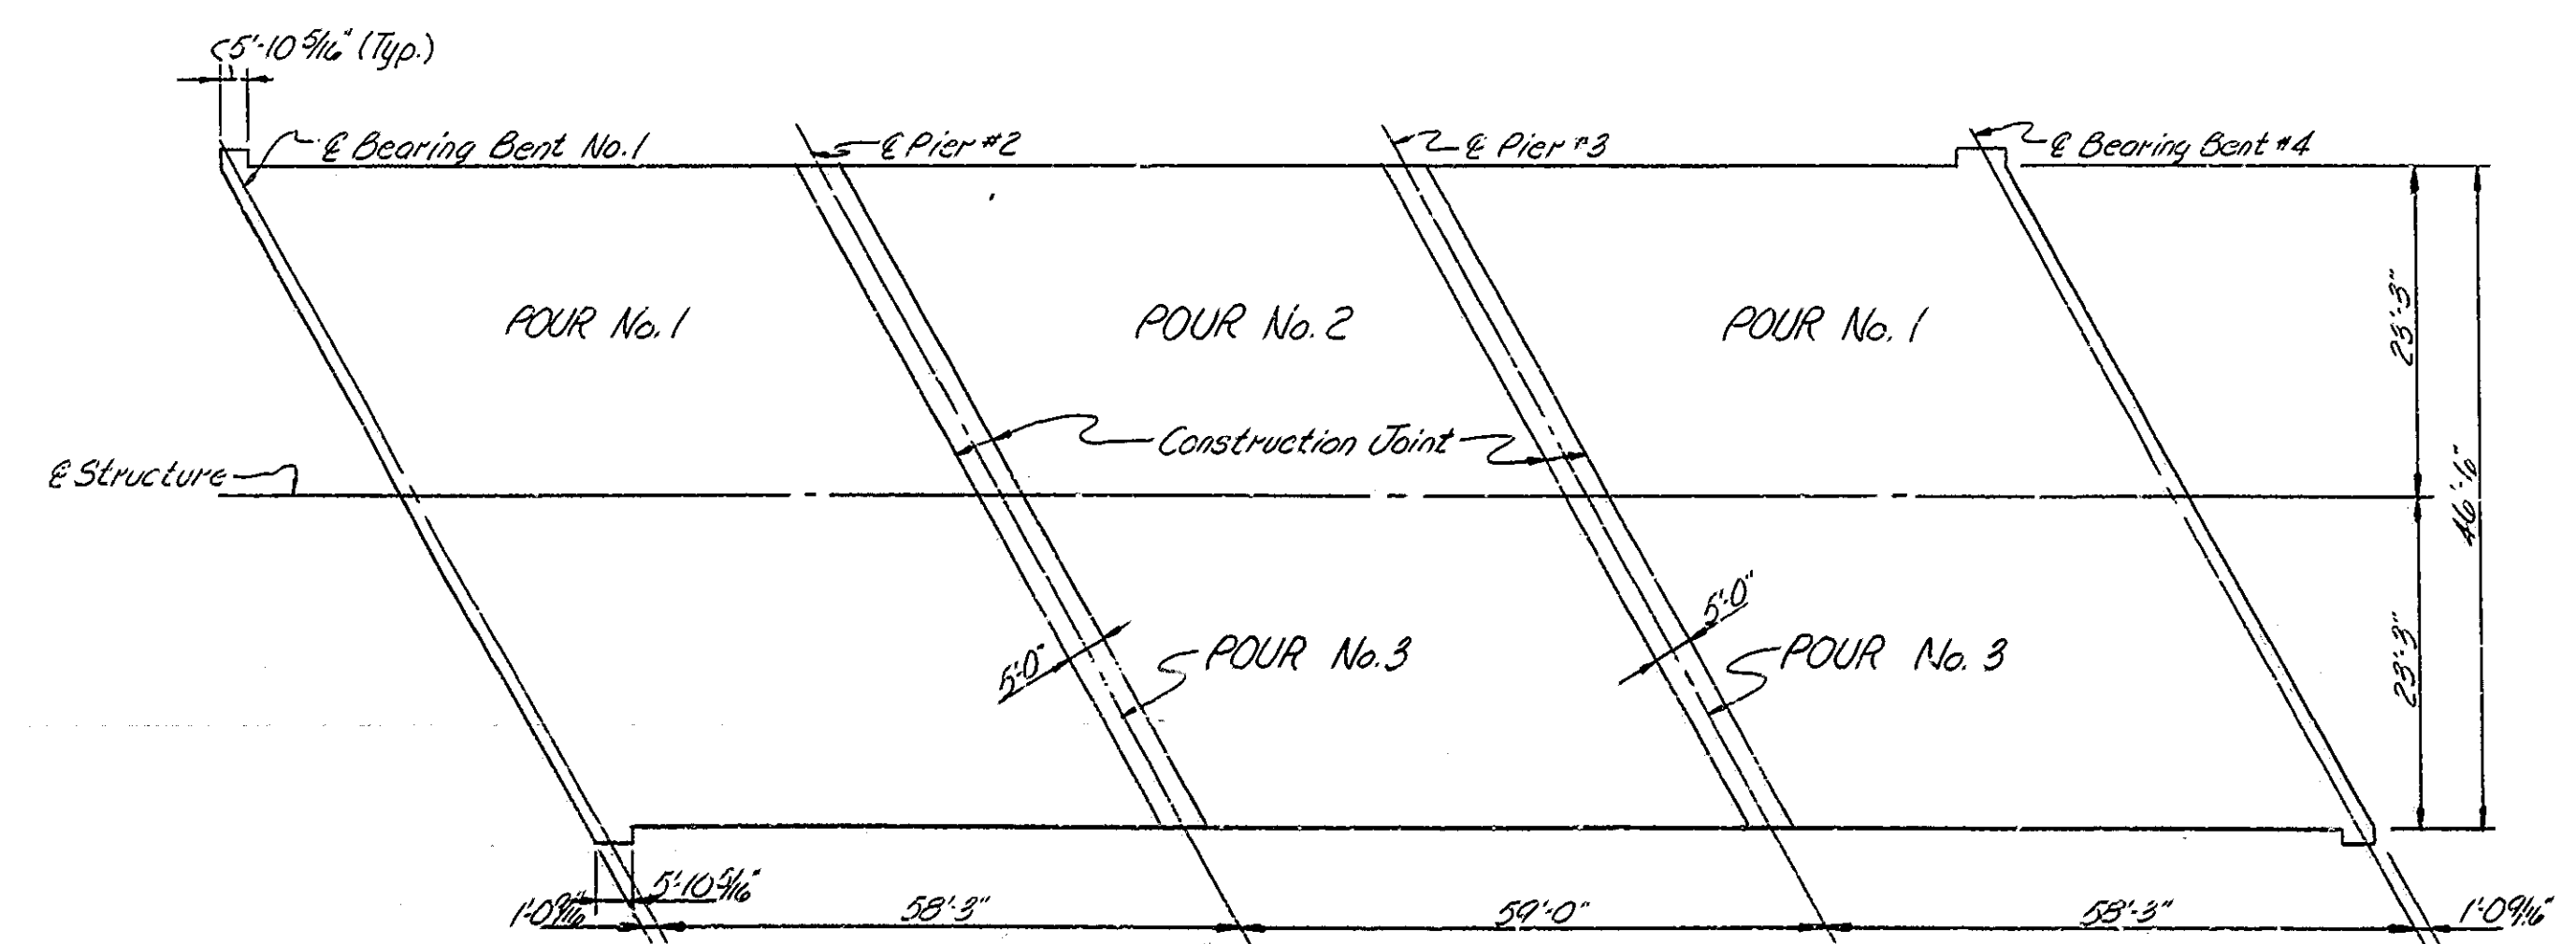 5'-10 5/16" (Typ.)
℄ Bearing Bent No.1
℄ Pier #2
℄ Pier #3
℄ Bearing Bent #4
POUR No. 1
POUR No. 2
POUR No. 1
23'-3"
46'-6"
Construction Joint
℄ Structure
5'-0"
POUR No. 3
5'-0"
POUR No. 3
23'-3"
1'-0 9/16"
5'-10 5/16"
58'-3"
59'-0"
58'-3"
1'-0 9/16"